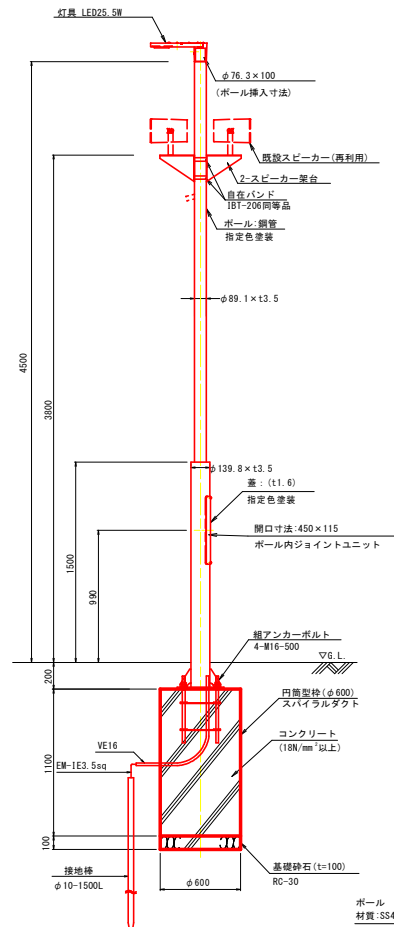 灯具 LED25.5W
φ76.3×100
(ポール挿入寸法)
既設スピーカー(再利用)
2-スピーカー架台
自在バンド
IBT-206同等品
ポール:鋼管
指定色塗装
φ89.1×t3.5
4500
3800
φ139.8×t3.5
蓋:(t1.6)
指定色塗装
開口寸法:450×115
ポール内ジョイントユニット
1500
990
組アンカーボルト
4-M16-500
▽G.L.
200
円筒型枠(φ600)
スパイラルダクト
VE16
コンクリート
(18N/mm²以上)
EM-IE3.5sq
1100
100
接地棒
φ10-1500L
φ600
基礎砕石(t=100)
RC-30
ポール
材質:SS4